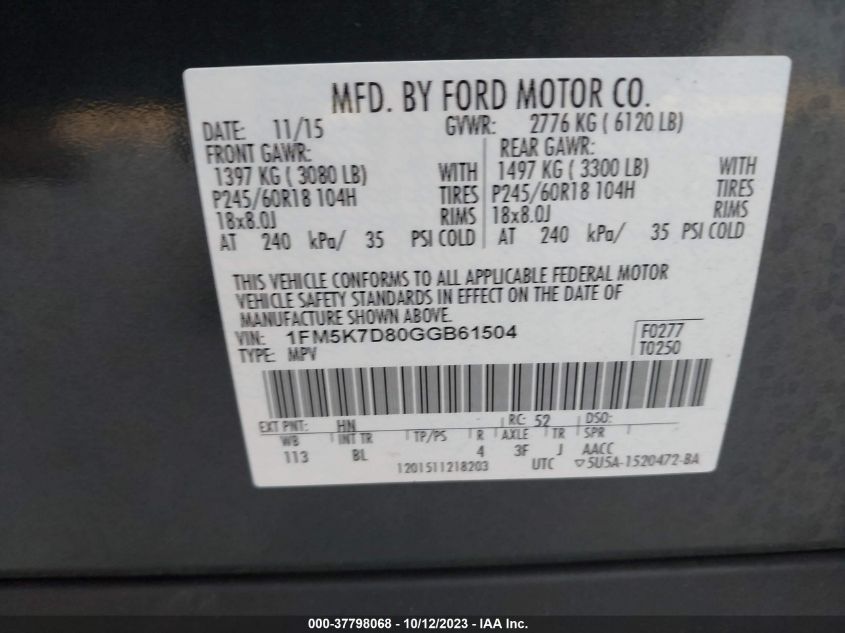 MFD. BY FORD MOTOR CO.
DATE: 11/15 GVWR: 2776 KG ( 6120 LB)
FRONT GAWR: REAR GAWR:
1397 KG ( 3080 LB) WITH 1497 KG ( 3300 LB) WITH
P245/60R18 104H TIRES P245/60R18 104H TIRES
18x8.0J RIMS 18x8.0J RIMS
AT 240 kPa/ 35 PSI COLD AT 240 kPa/ 35 PSI COLD
THIS VEHICLE CONFORMS TO ALL APPLICABLE FEDERAL MOTOR
VEHICLE SAFETY STANDARDS IN EFFECT ON THE DATE OF
MANUFACTURE SHOWN ABOVE.
VIN: 1FM5K7D80GGB61504 F0277
TYPE: MPV T0250
EXT PNT: HN RC: 52 DSO:
WB INT TR TP/PS R AXLE TR SPR
113 BL 4 3F J AACC
1201511218203 UTC ▽5U5A-1520472-BA
000-37798068 - 10/12/2023 - IAA Inc.